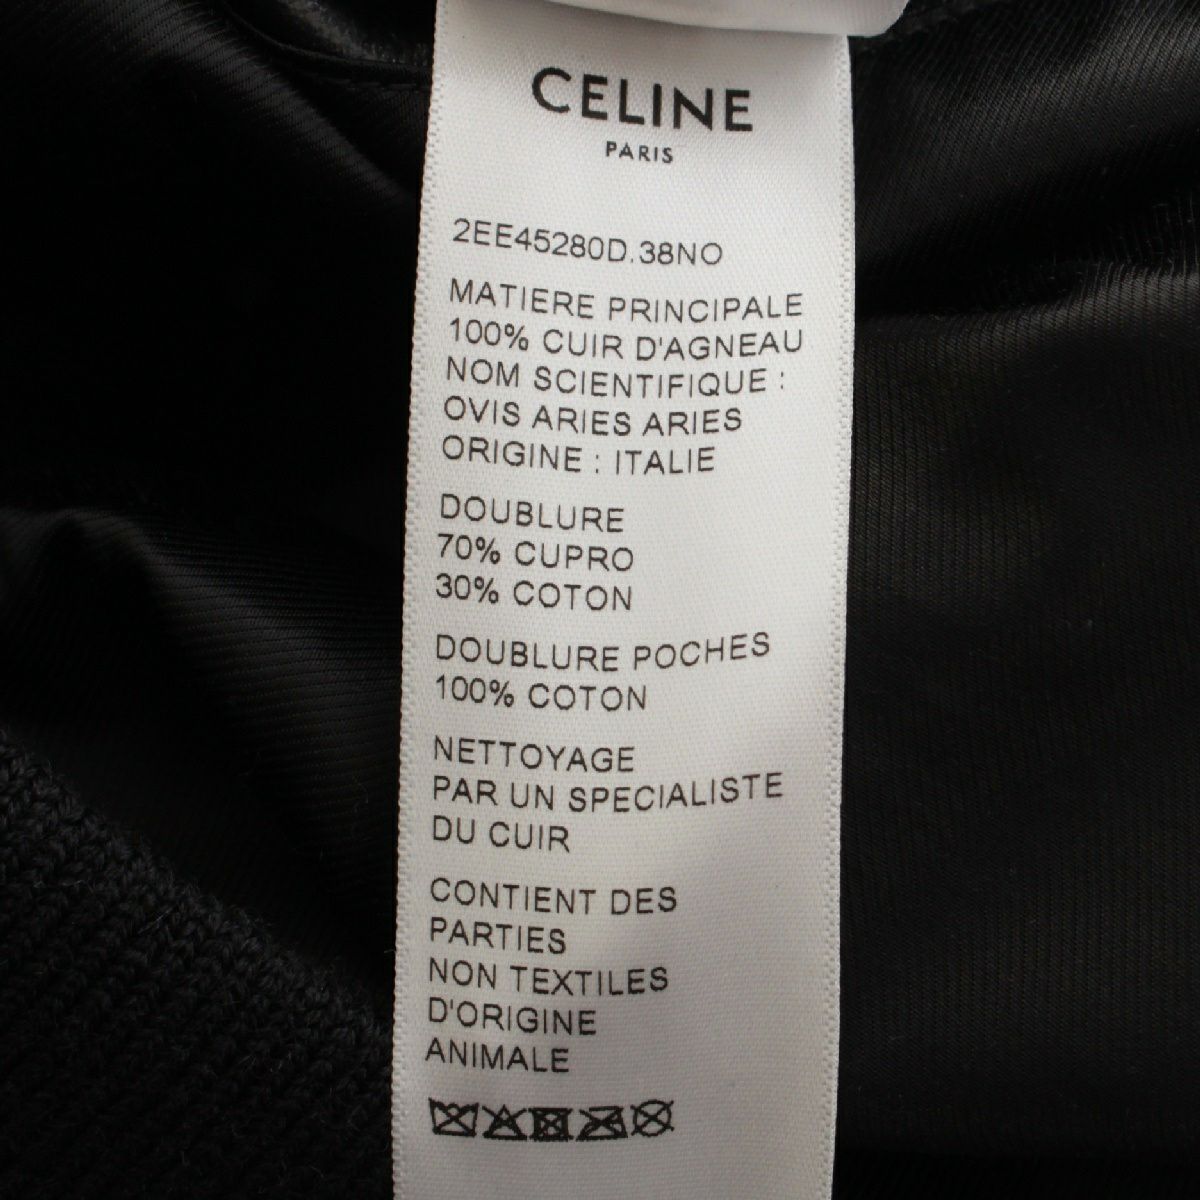 CELINE
PARIS
2EE45280D.38NO
MATIERE PRINCIPALE
100% CUIR D'AGNEAU
NOM SCIENTIFIQUE :
OVIS ARIES ARIES
ORIGINE : ITALIE
DOUBLURE
70% CUPRO
30% COTON
DOUBLURE POCHES
100% COTON
NETTOYAGE
PAR UN SPECIALISTE
DU CUIR
CONTIENT DES
PARTIES
NON TEXTILES
D'ORIGINE
ANIMALE